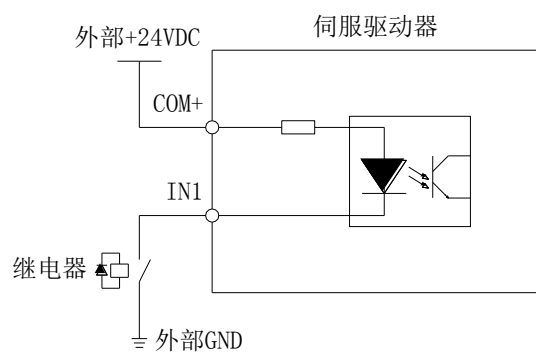 伺服驱动器
外部+24VDC
COM+
IN1
继电器
外部GND